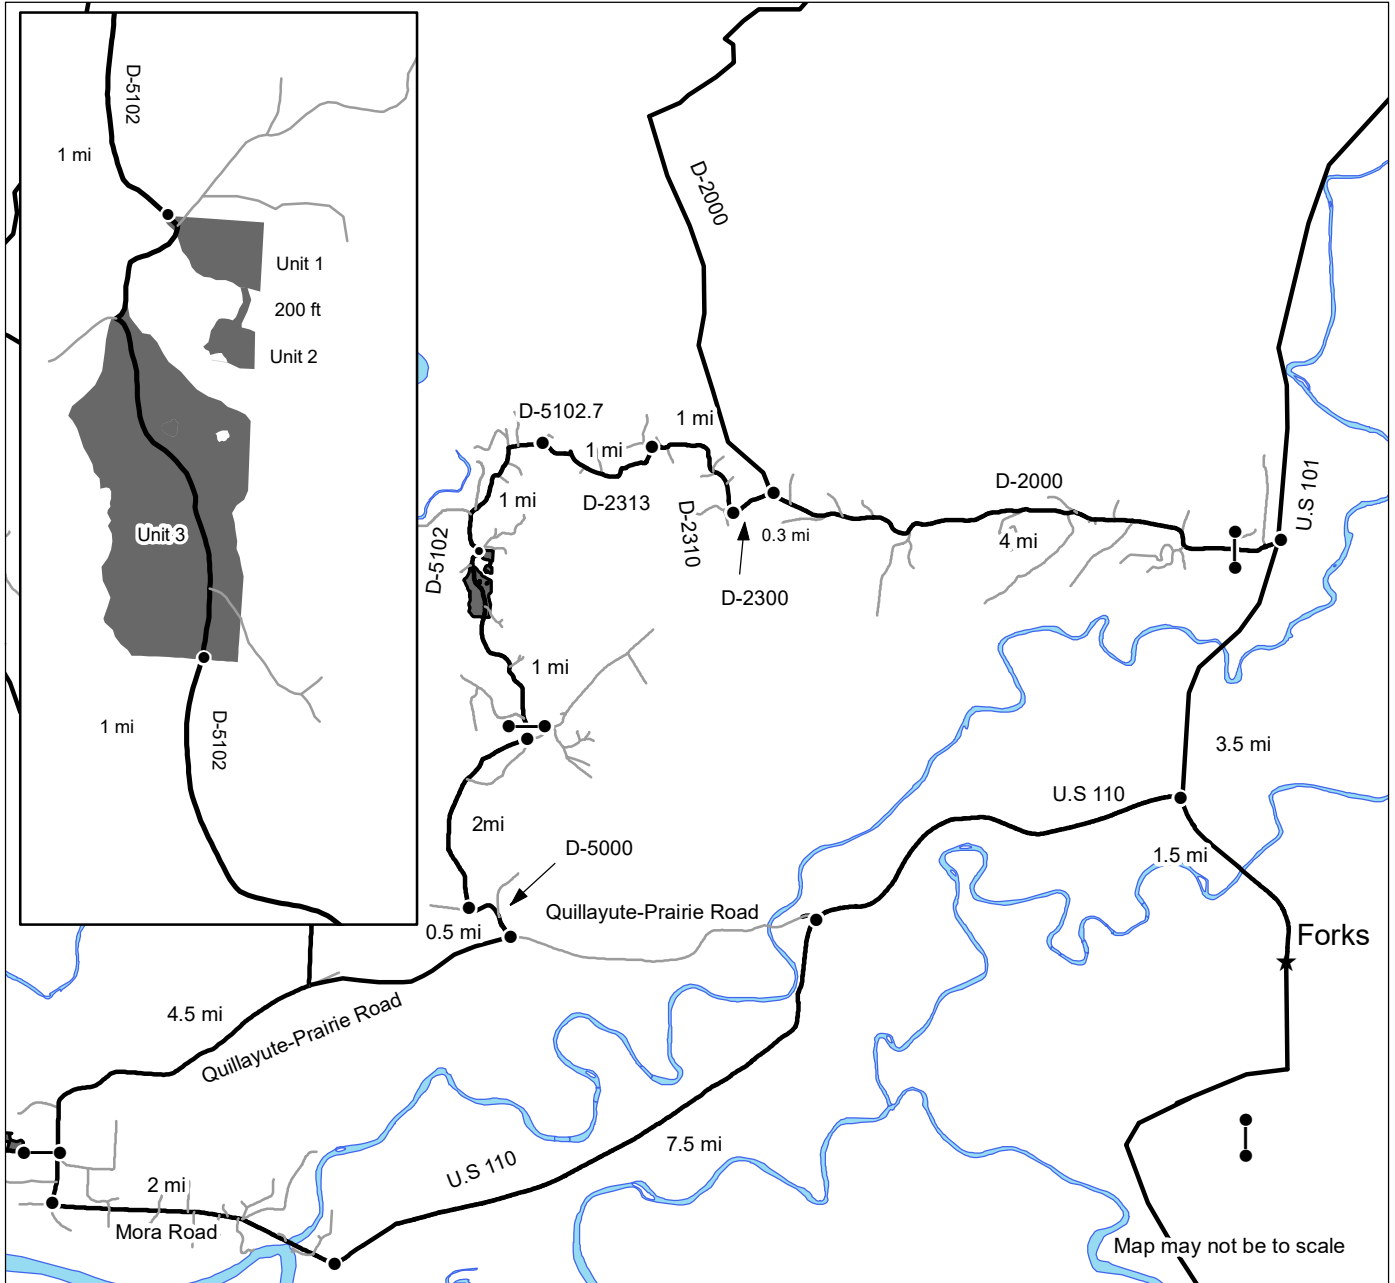 D-5102
1 mi
Unit 1
200 ft
Unit 2
Unit 3
1 mi
D-5102
D-2000
D-5102.7
1 mi
1 mi
1 mi
D-2313
D-2310
0.3 mi
D-2000
4 mi
U.S 101
D-5102
D-2300
1 mi
3.5 mi
U.S 110
2mi
D-5000
1.5 mi
Quillayute-Prairie Road
0.5 mi
Forks
4.5 mi
Quillayute-Prairie Road
7.5 mi
U.S 110
2 mi
Mora Road
Map may not be to scale